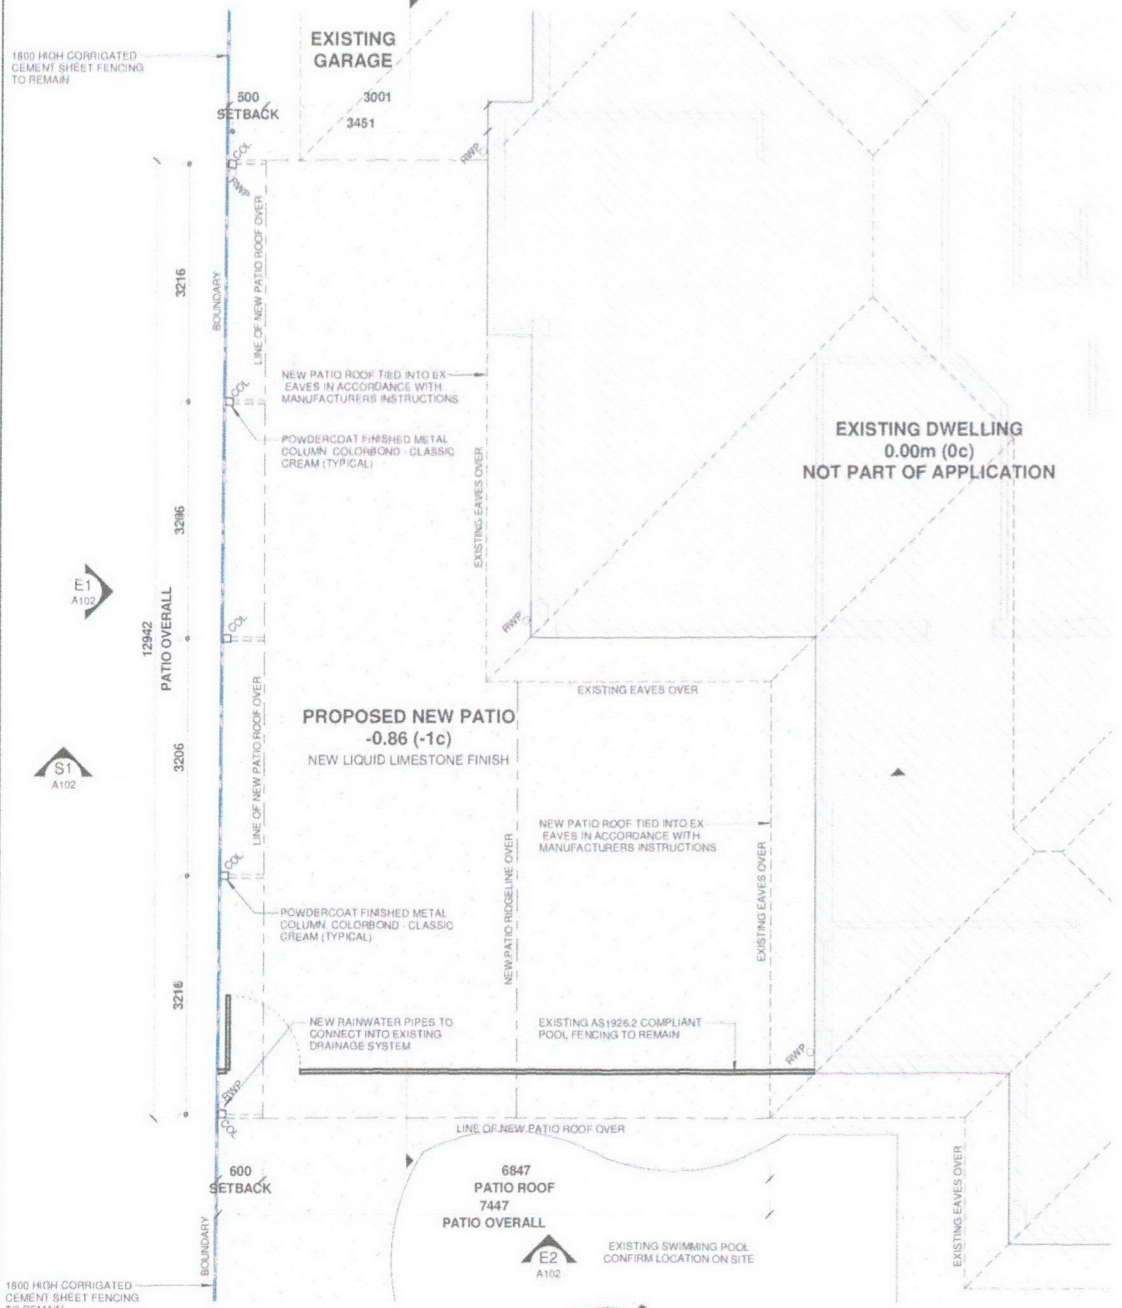 EXISTING
GARAGE
1800 HIGH CORRIGATED
CEMENT SHEET FENCING
TO REMAIN
500
SETBACK
3001
3451
COL
RWP
RWP
LINE OF NEW PATIO ROOF OVER
BOUNDARY
3216
NEW PATIO ROOF TIED INTO EX
EAVES IN ACCORDANCE WITH
MANUFACTURERS INSTRUCTIONS
COL
POWDERCOAT FINISHED METAL
COLUMN COLORBOND - CLASSIC
CREAM (TYPICAL)
EXISTING DWELLING
0.00m (0c)
NOT PART OF APPLICATION
EXISTING EAVES OVER
3206
E1
A102
12942
PATIO OVERALL
COL
RWP
EXISTING EAVES OVER
PROPOSED NEW PATIO
-0.86 (-1c)
NEW LIQUID LIMESTONE FINISH
S1
A102
3206
LINE OF NEW PATIO ROOF OVER
NEW PATIO ROOF TIED INTO EX
EAVES IN ACCORDANCE WITH
MANUFACTURERS INSTRUCTIONS
COL
POWDERCOAT FINISHED METAL
COLUMN COLORBOND - CLASSIC
CREAM (TYPICAL)
NEW PATIO RIDGELINE OVER
EXISTING EAVES OVER
3216
NEW RAINWATER PIPES TO
CONNECT INTO EXISTING
DRAINAGE SYSTEM
EXISTING AS1926.2 COMPLIANT
POOL FENCING TO REMAIN
RWP
RWP
COL
LINE OF NEW PATIO ROOF OVER
600
SETBACK
6847
PATIO ROOF
7447
PATIO OVERALL
EXISTING EAVES OVER
BOUNDARY
E2
A102
EXISTING SWIMMING POOL
CONFIRM LOCATION ON SITE
1800 HIGH CORRIGATED
CEMENT SHEET FENCING
TO REMAIN